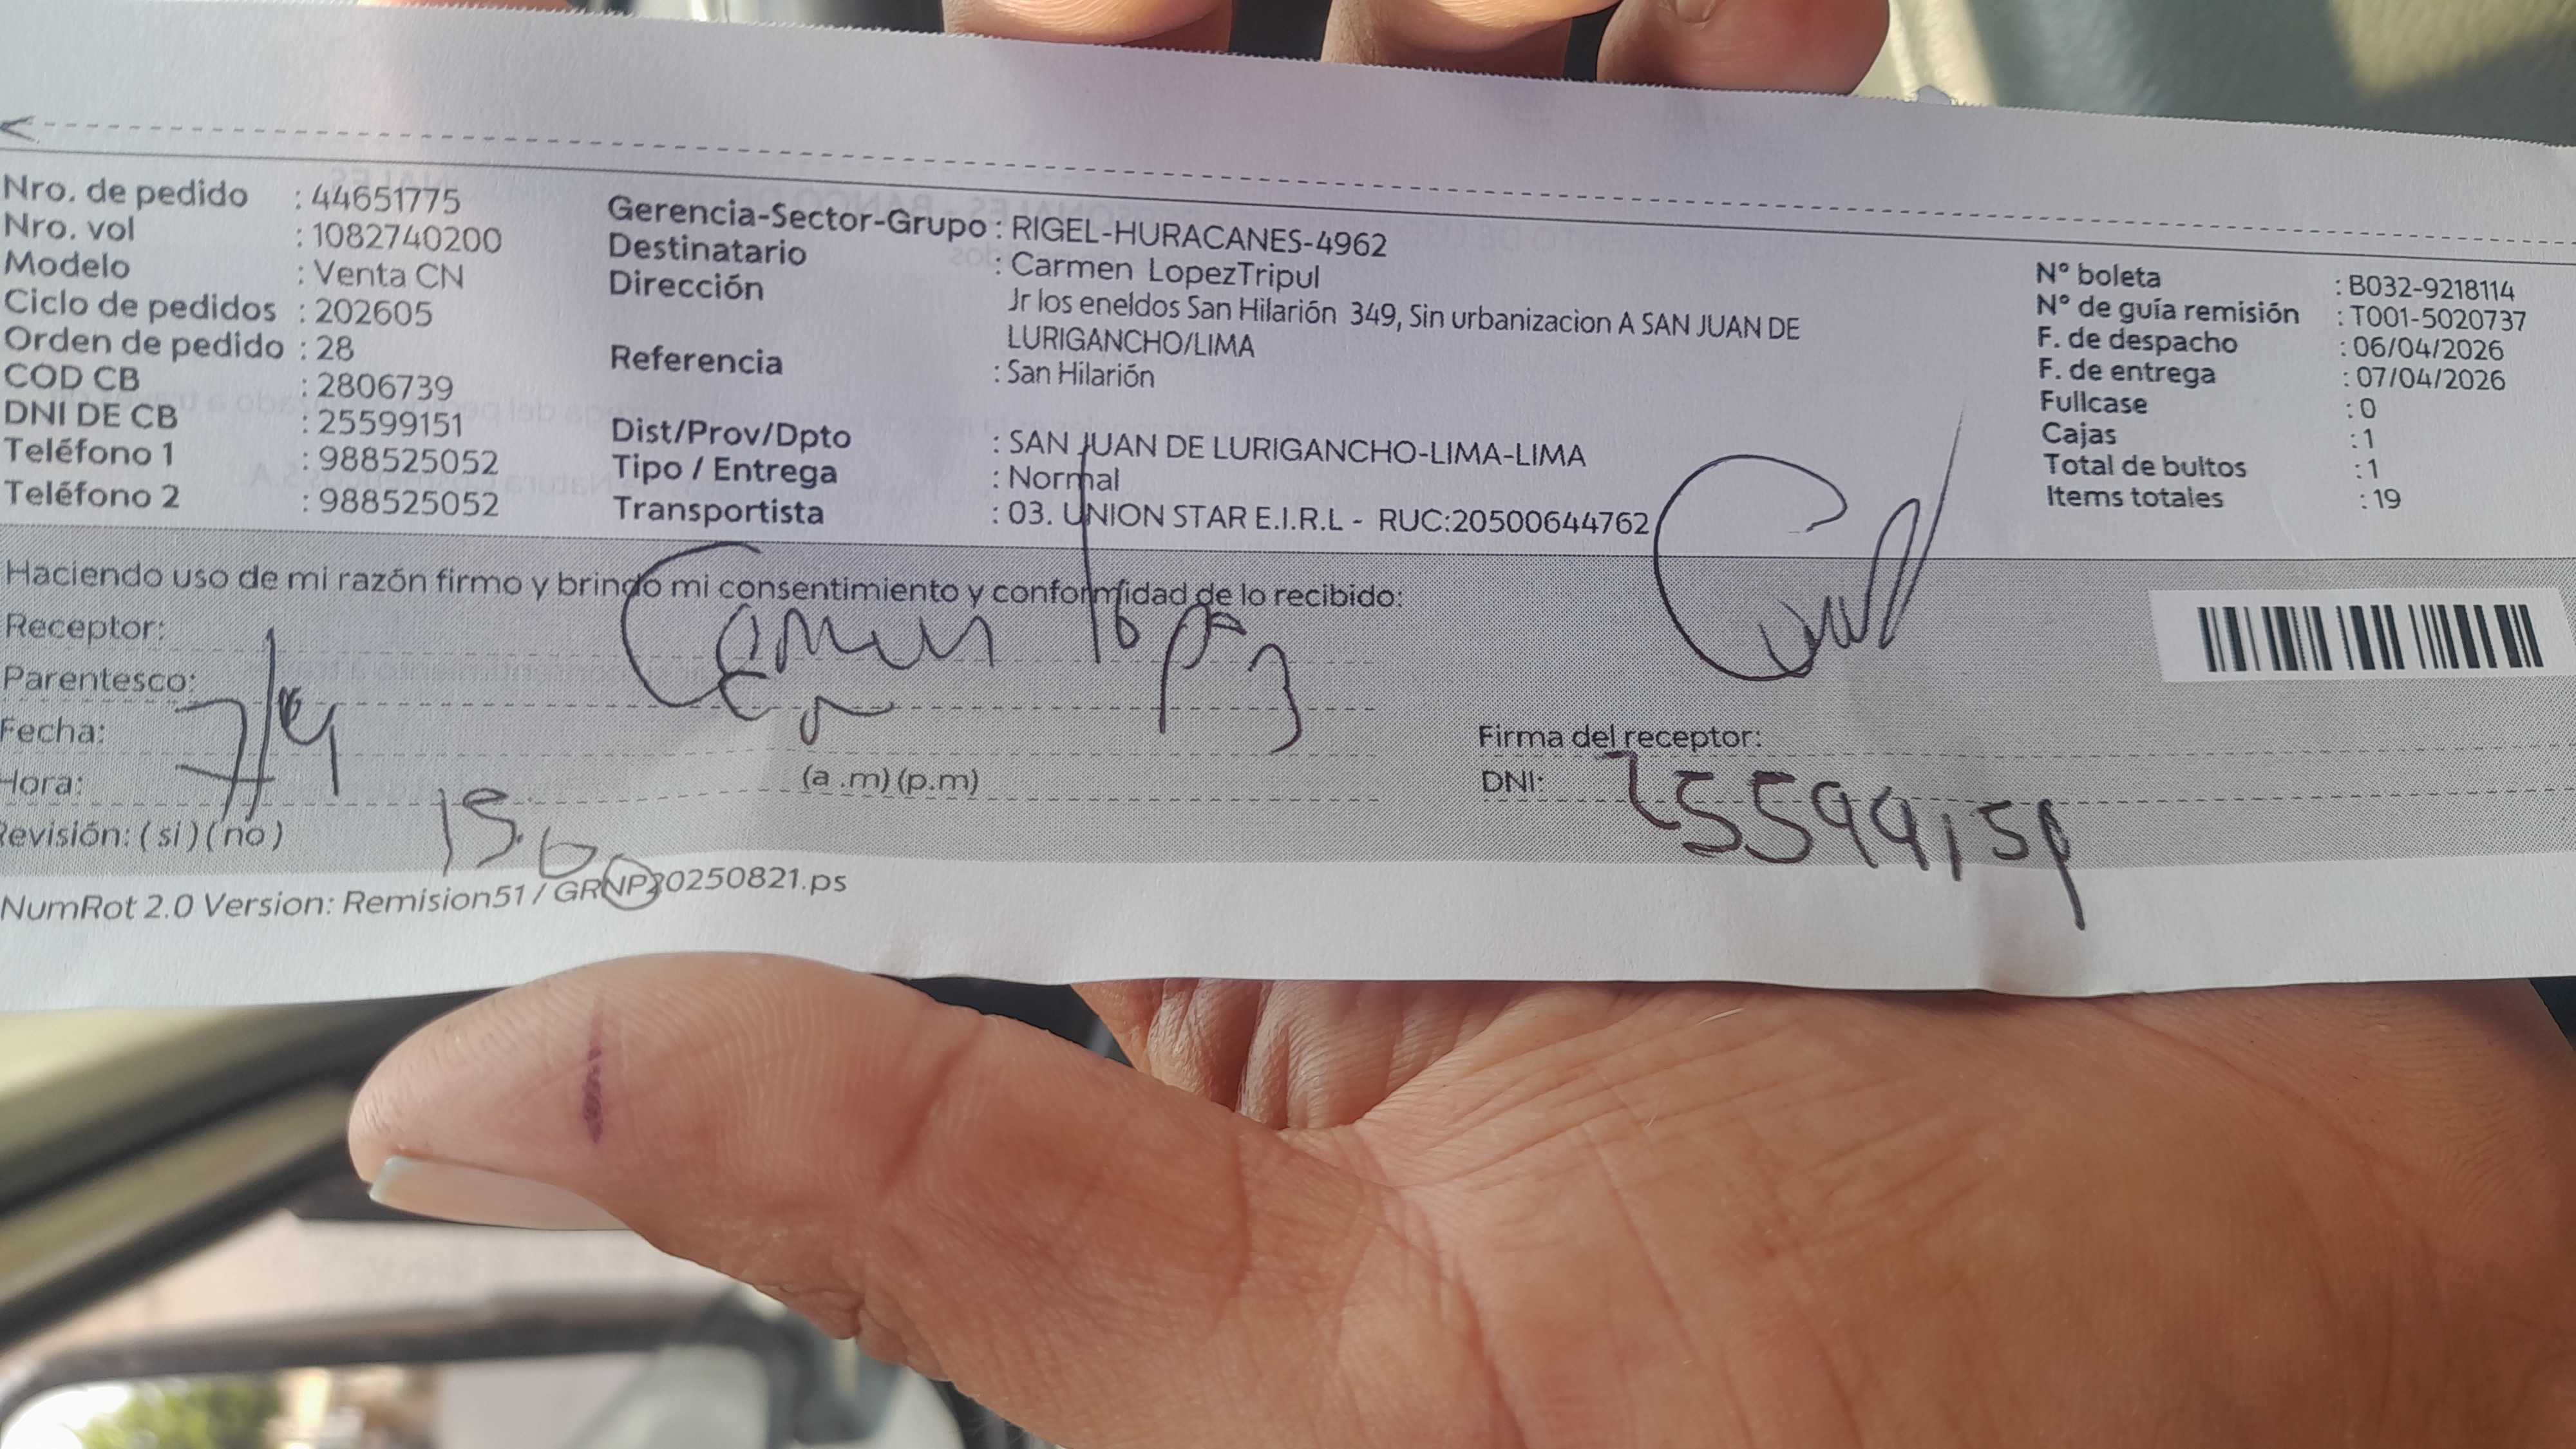 Nro. de pedido : 44651775
Nro. vol : 1082740200
Modelo : Venta CN
Ciclo de pedidos : 202605
Orden de pedido : 28
COD CB : 2806739
DNI DE CB : 25599151
Teléfono 1 : 988525052
Teléfono 2 : 988525052
Gerencia-Sector-Grupo : RIGEL-HURACANES-4962
Destinatario : Carmen LopezTripul
Dirección Jr los eneldos San Hilarión 349, Sin urbanizacion A SAN JUAN DE
LURIGANCHO/LIMA
Referencia : San Hilarión
Dist/Prov/Dpto : SAN JUAN DE LURIGANCHO-LIMA-LIMA
Tipo / Entrega : Normal
Transportista : 03. UNION STAR E.I.R.L - RUC:20500644762
N° boleta : B032-9218114
N° de guía remisión : T001-5020737
F. de despacho : 06/04/2026
F. de entrega : 07/04/2026
Fullcase : 0
Cajas : 1
Total de bultos : 1
Items totales : 19
Haciendo uso de mi razón firmo y brindo mi consentimiento y conformidad de lo recibido:
Receptor: Carmen lopez
Parentesco:
Fecha: 7/4
Hora: (a .m) (p.m)
Revisión: ( si ) ( no )
Firma del receptor:
DNI: 25599151
NumRot 2.0 Version: Remision51 / GRNP20250821.ps